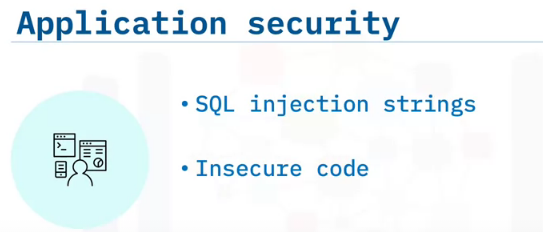 Application security
• SQL injection strings
• Insecure code